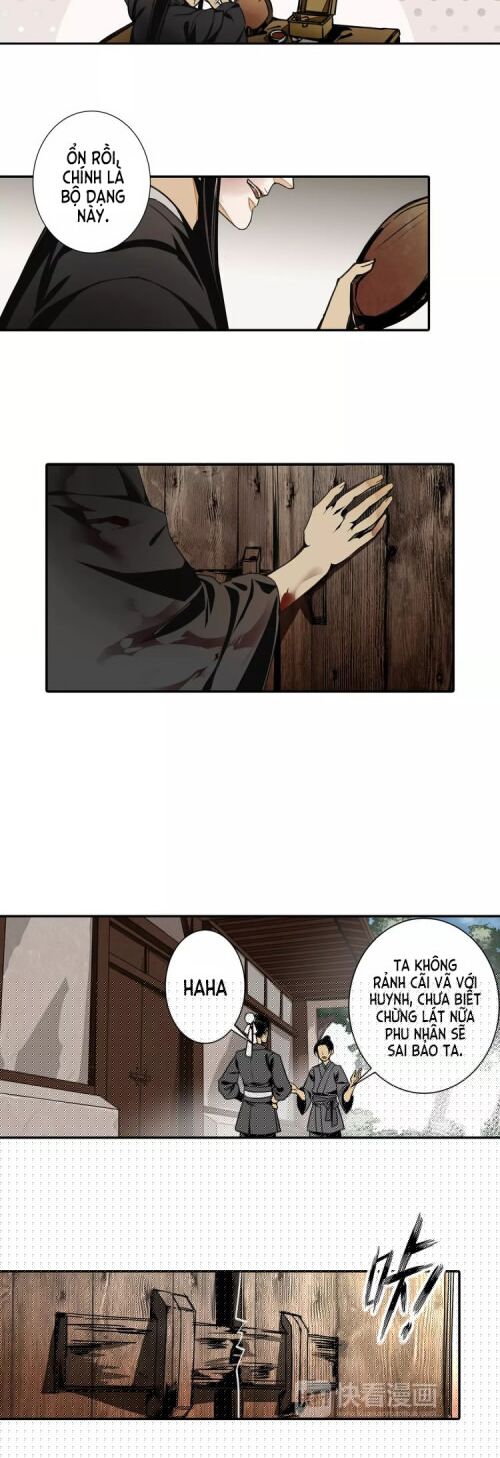 ỔN RỒI,
CHÍNH LÀ
BỘ DẠNG
NÀY.
HAHA
TA KHÔNG
RẢNH CÃI VÃ VỚI
HUYNH, CHƯA BIẾT
CHỪNG LÁT NỮA
PHU NHÂN SẼ
SAI BẢO TA.
咔!
快看漫画